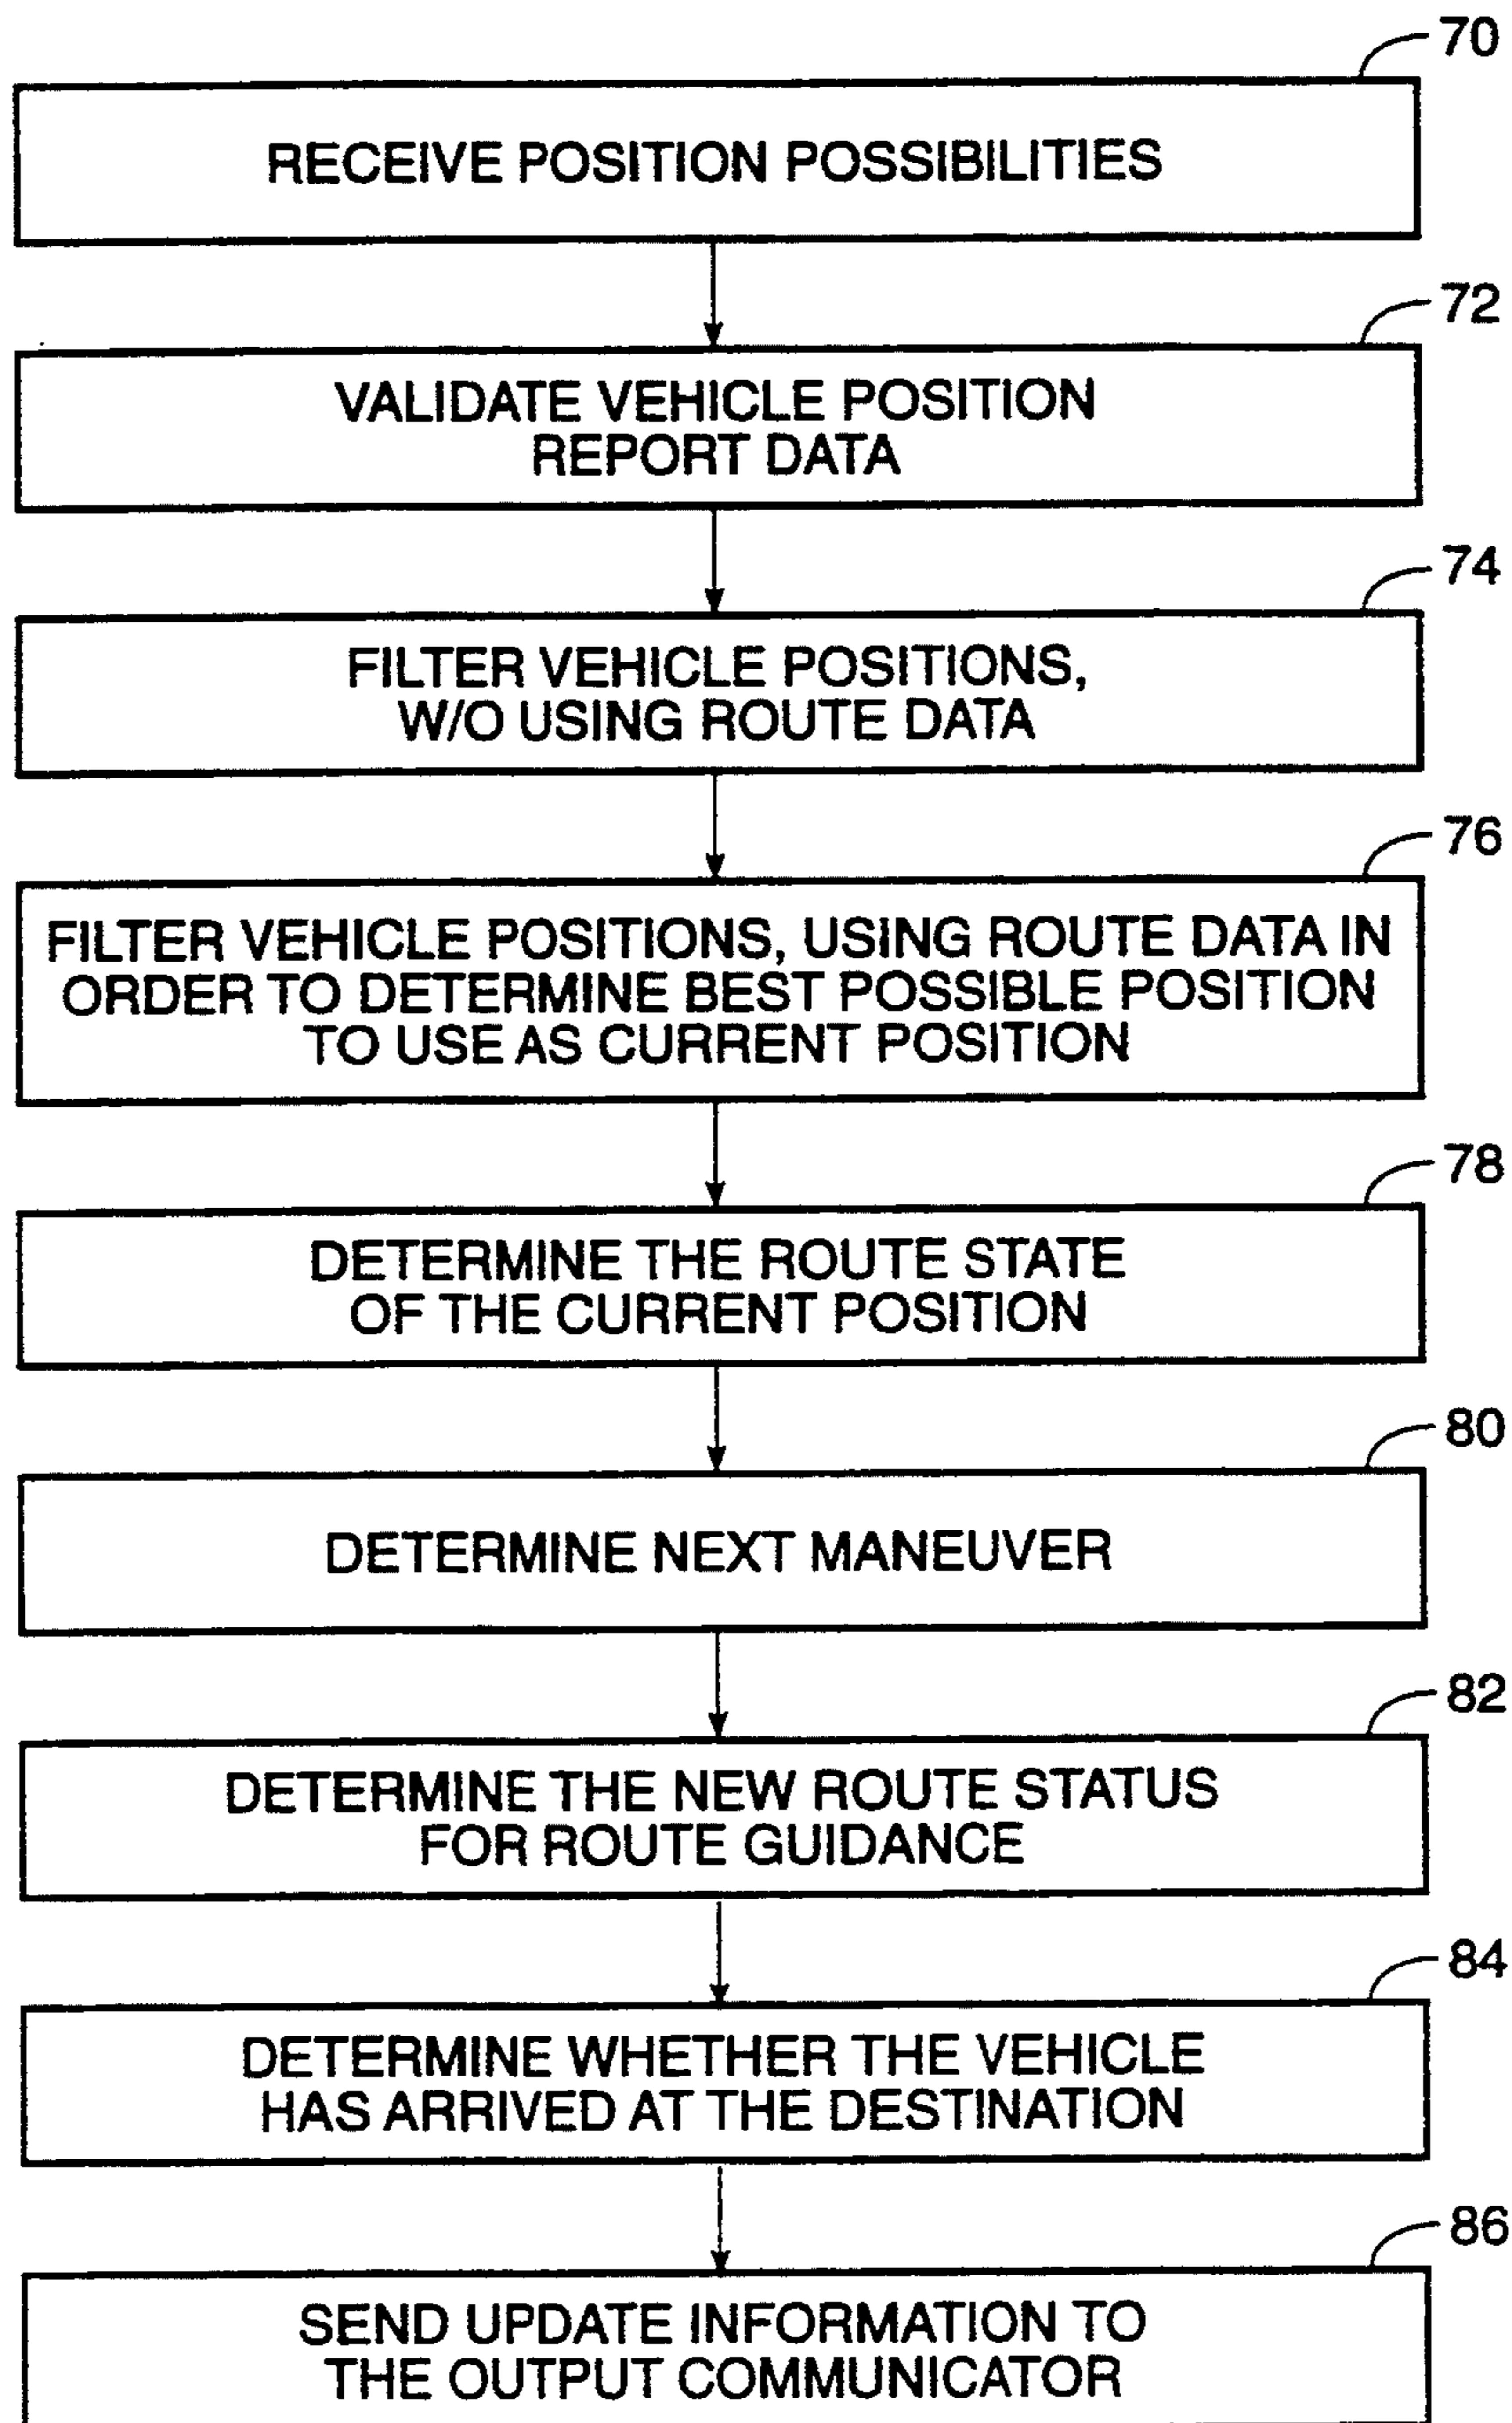 70
RECEIVE POSITION POSSIBILITIES
72
VALIDATE VEHICLE POSITION
REPORT DATA
74
FILTER VEHICLE POSITIONS,
W/O USING ROUTE DATA
76
FILTER VEHICLE POSITIONS, USING ROUTE DATA IN
ORDER TO DETERMINE BEST POSSIBLE POSITION
TO USE AS CURRENT POSITION
78
DETERMINE THE ROUTE STATE
OF THE CURRENT POSITION
80
DETERMINE NEXT MANEUVER
82
DETERMINE THE NEW ROUTE STATUS
FOR ROUTE GUIDANCE
84
DETERMINE WHETHER THE VEHICLE
HAS ARRIVED AT THE DESTINATION
86
SEND UPDATE INFORMATION TO
THE OUTPUT COMMUNICATOR